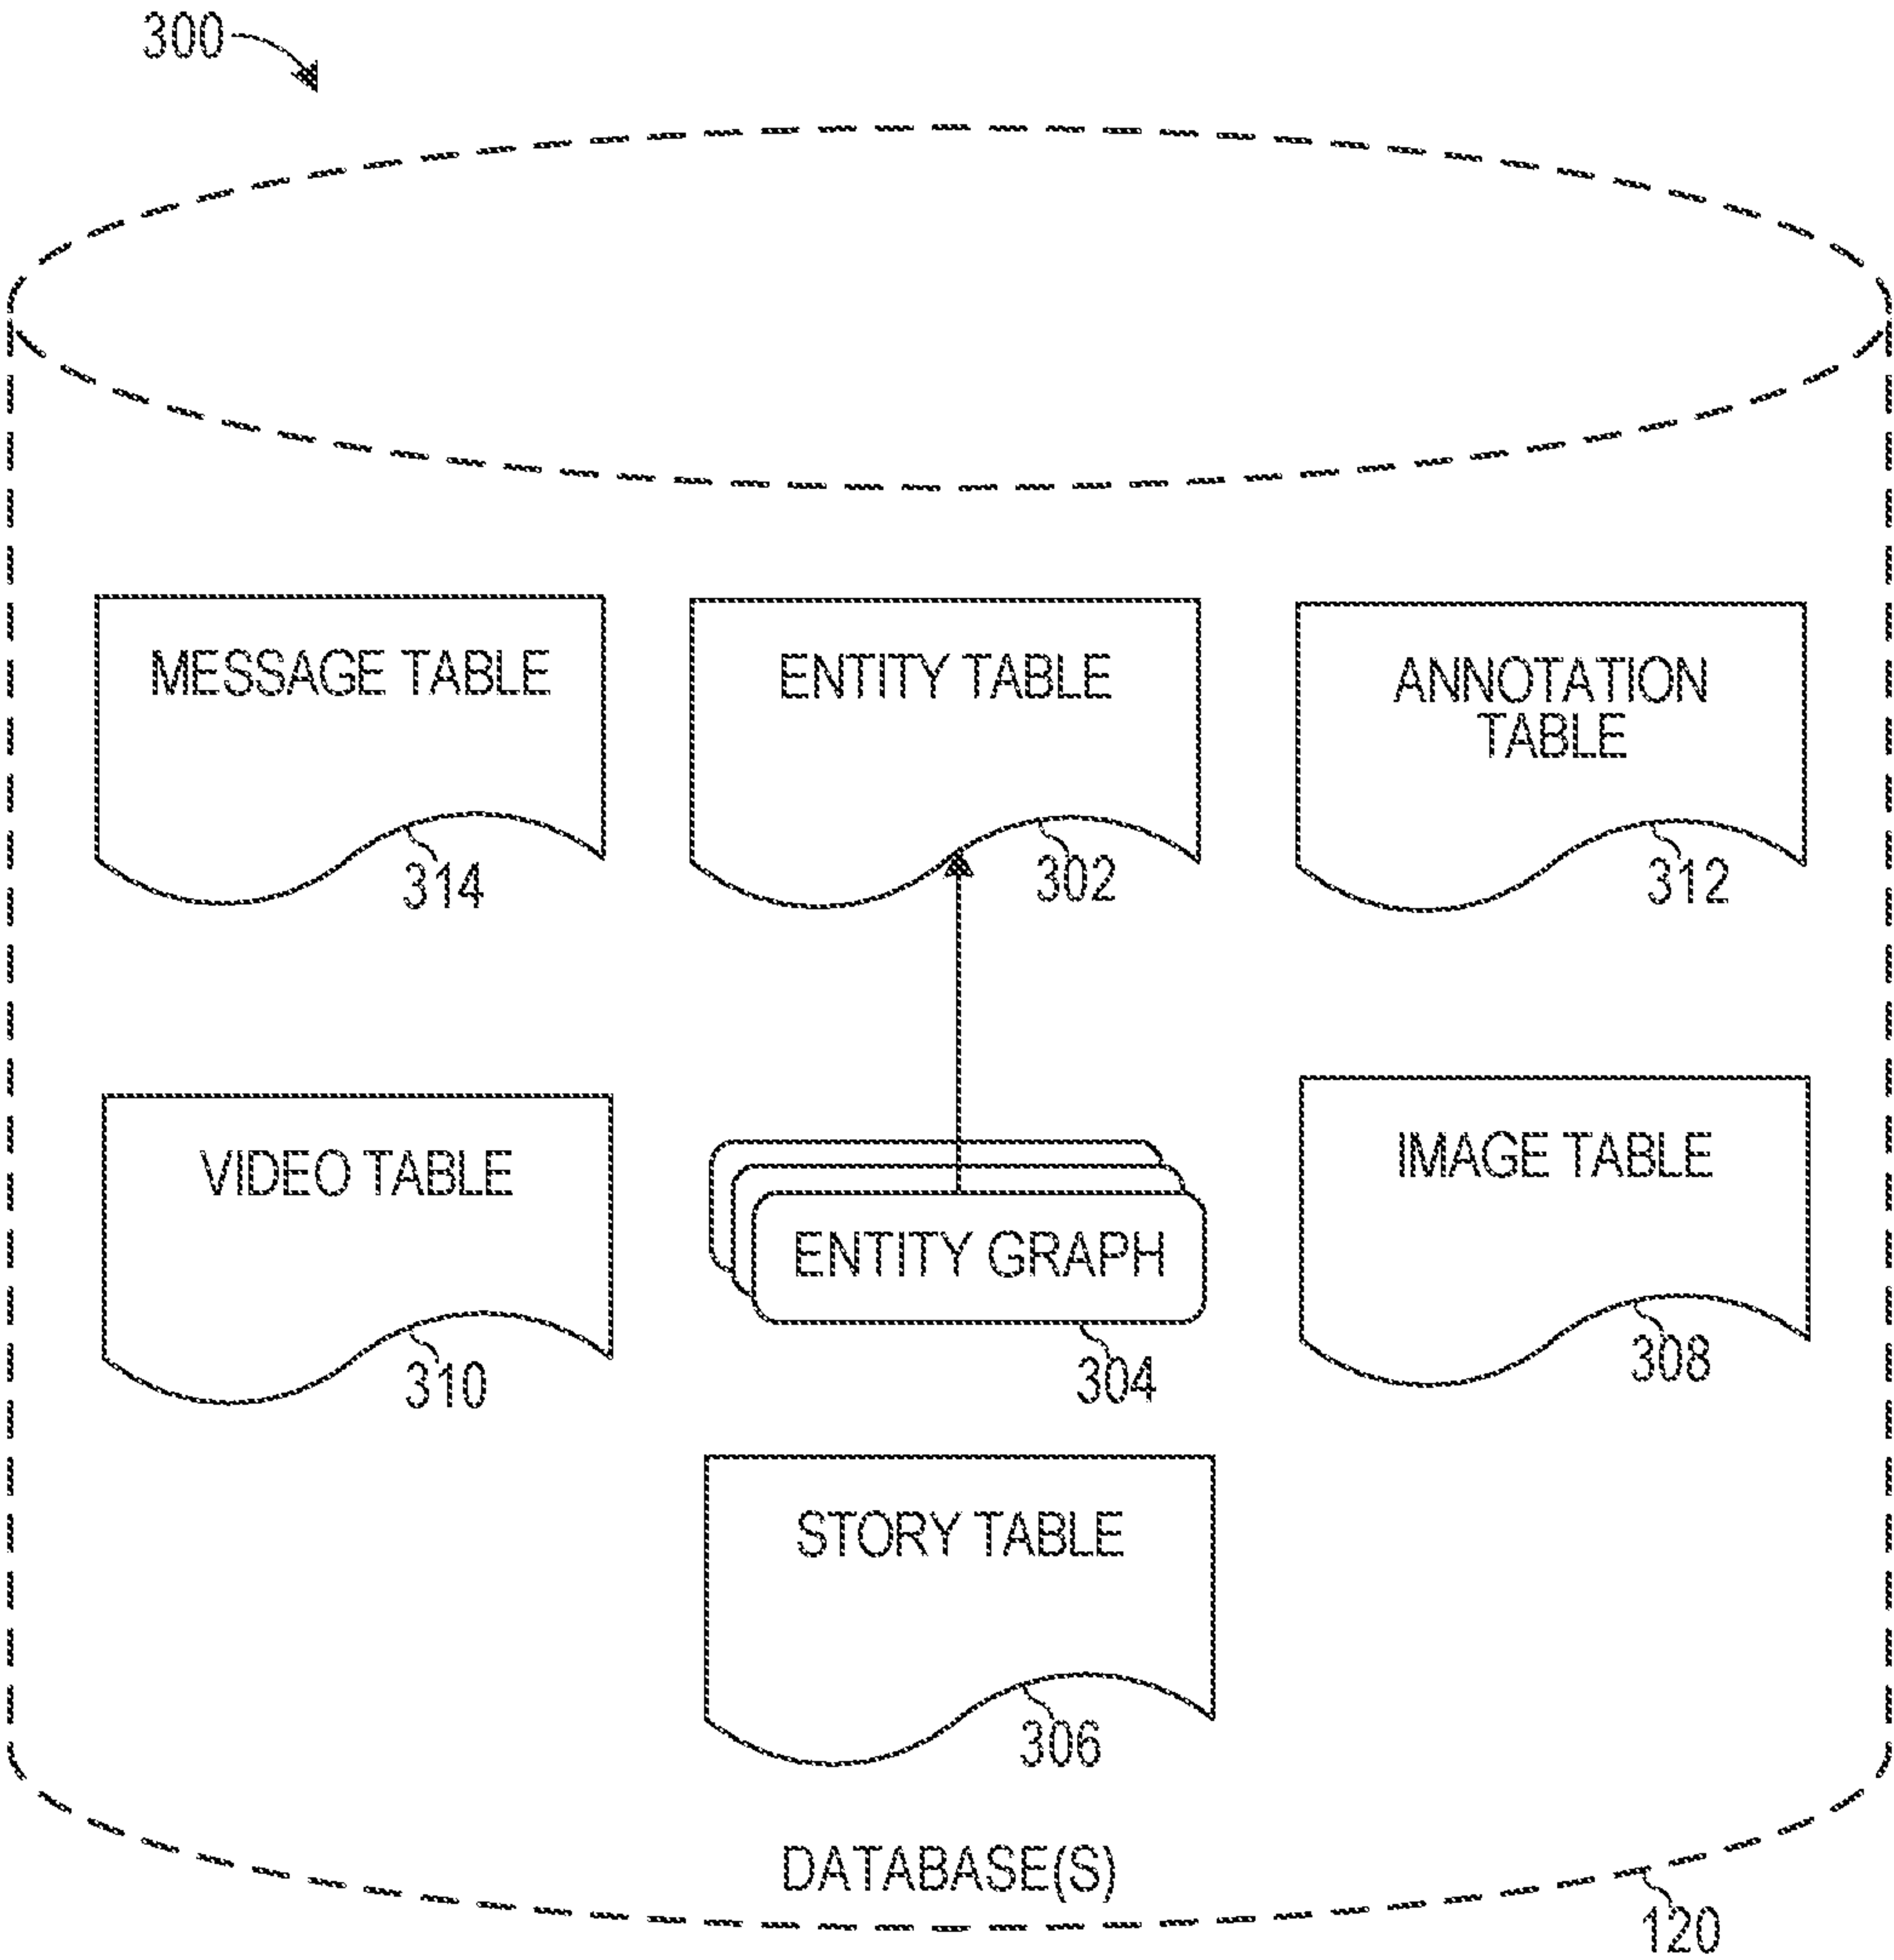 300
MESSAGE TABLE
314
ENTITY TABLE
302
ANNOTATION
TABLE
312
VIDEO TABLE
310
ENTITY GRAPH
304
IMAGE TABLE
308
STORY TABLE
306
DATABASE(S)
120